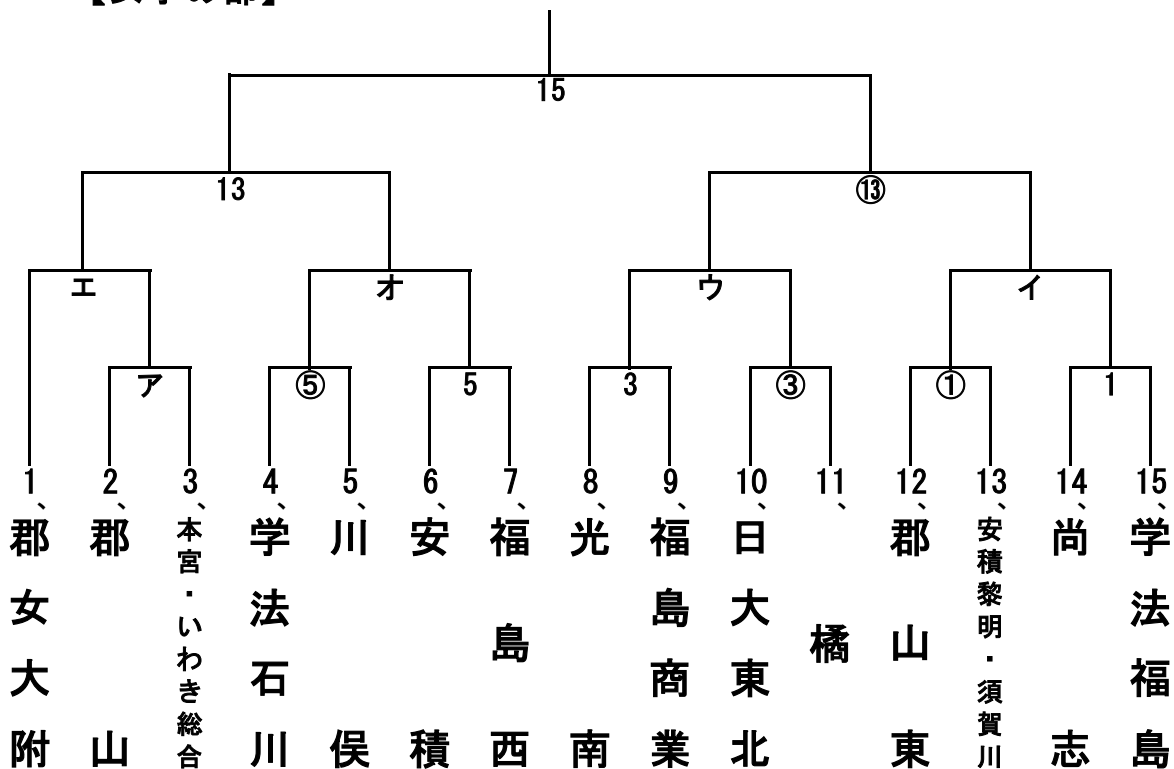 15
13
⑬
エ
オ
ウ
イ
ア
⑤
5
3
③
①
1
1、郡女大附
2、郡山
3、本宮・いわき総合
4、学法石川
5、川俣
6、安積
7、福島西
8、光南
9、福島商業
10、日大東北
11、橘
12、郡山東
13、安積黎明・須賀川
14、尚志
15、学法福島